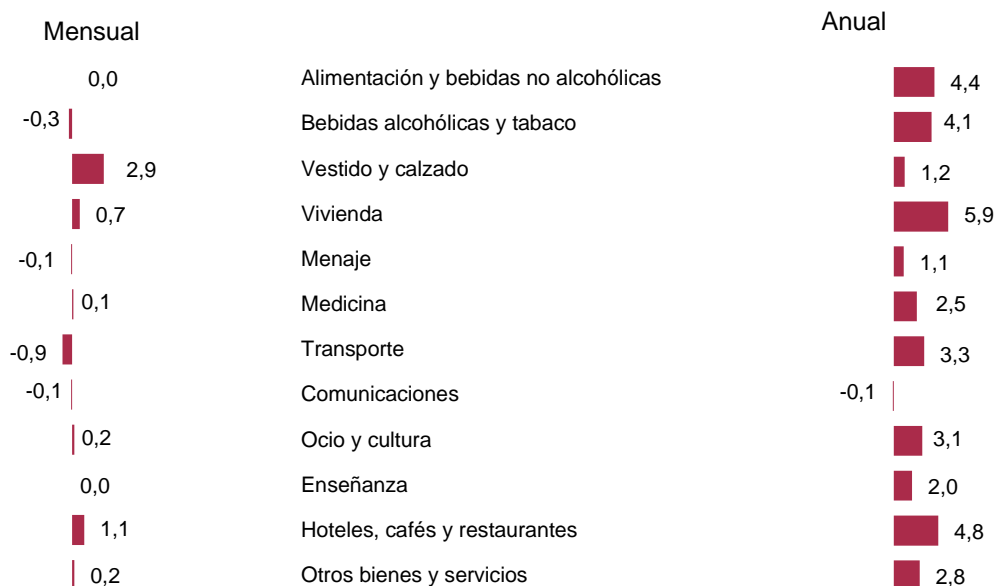 Mensual Anual
0,0 Alimentación y bebidas no alcohólicas 4,4
-0,3 Bebidas alcohólicas y tabaco 4,1
2,9 Vestido y calzado 1,2
0,7 Vivienda 5,9
-0,1 Menaje 1,1
0,1 Medicina 2,5
-0,9 Transporte 3,3
-0,1 Comunicaciones -0,1
0,2 Ocio y cultura 3,1
0,0 Enseñanza 2,0
1,1 Hoteles, cafés y restaurantes 4,8
0,2 Otros bienes y servicios 2,8